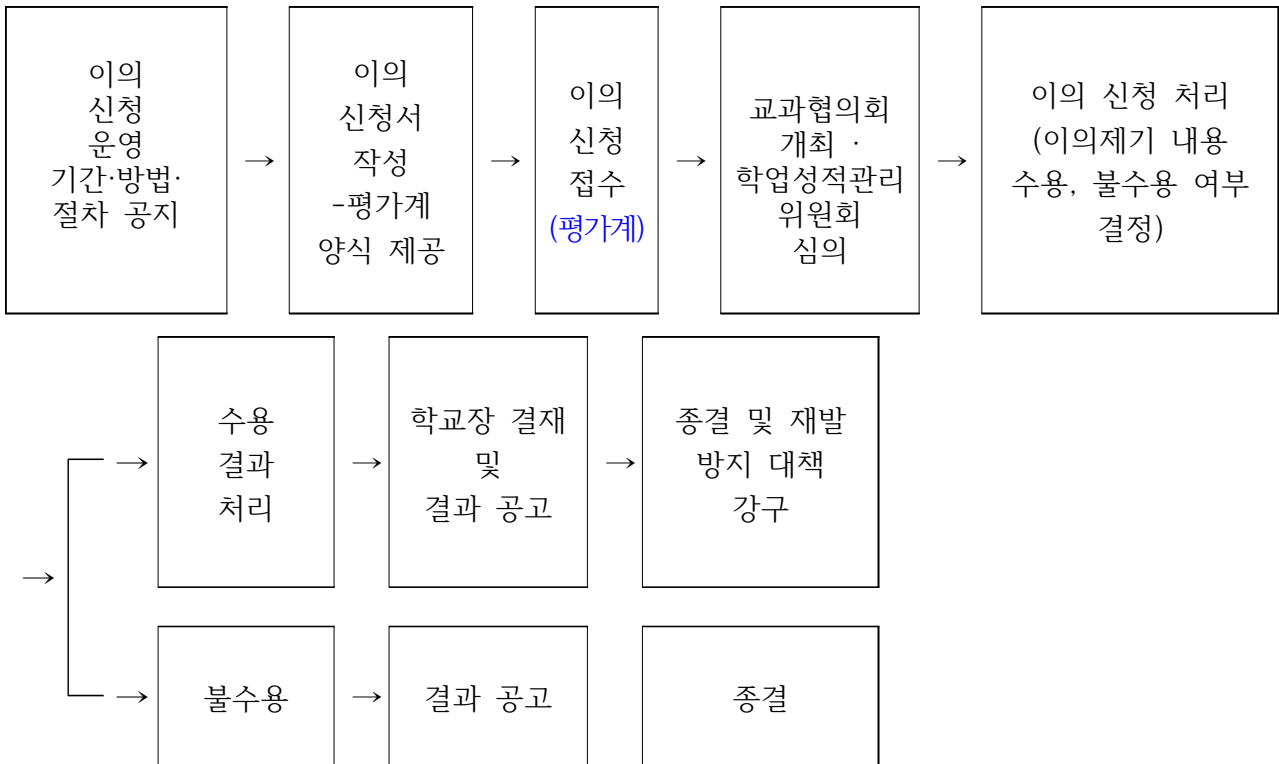 이의
신청
운영
기간·방법·
절차 공지
→
이의
신청서
작성
-평가계
양식 제공
→
이의
신청
접수
(평가계)
→
교과협의회
개최 ·
학업성적관리
위원회
심의
→
이의 신청 처리
(이의제기 내용
수용, 불수용 여부
결정)
→
→
수용
결과
처리
→
학교장 결재
및
결과 공고
→
종결 및 재발
방지 대책
강구
→
불수용
→
결과 공고
종결